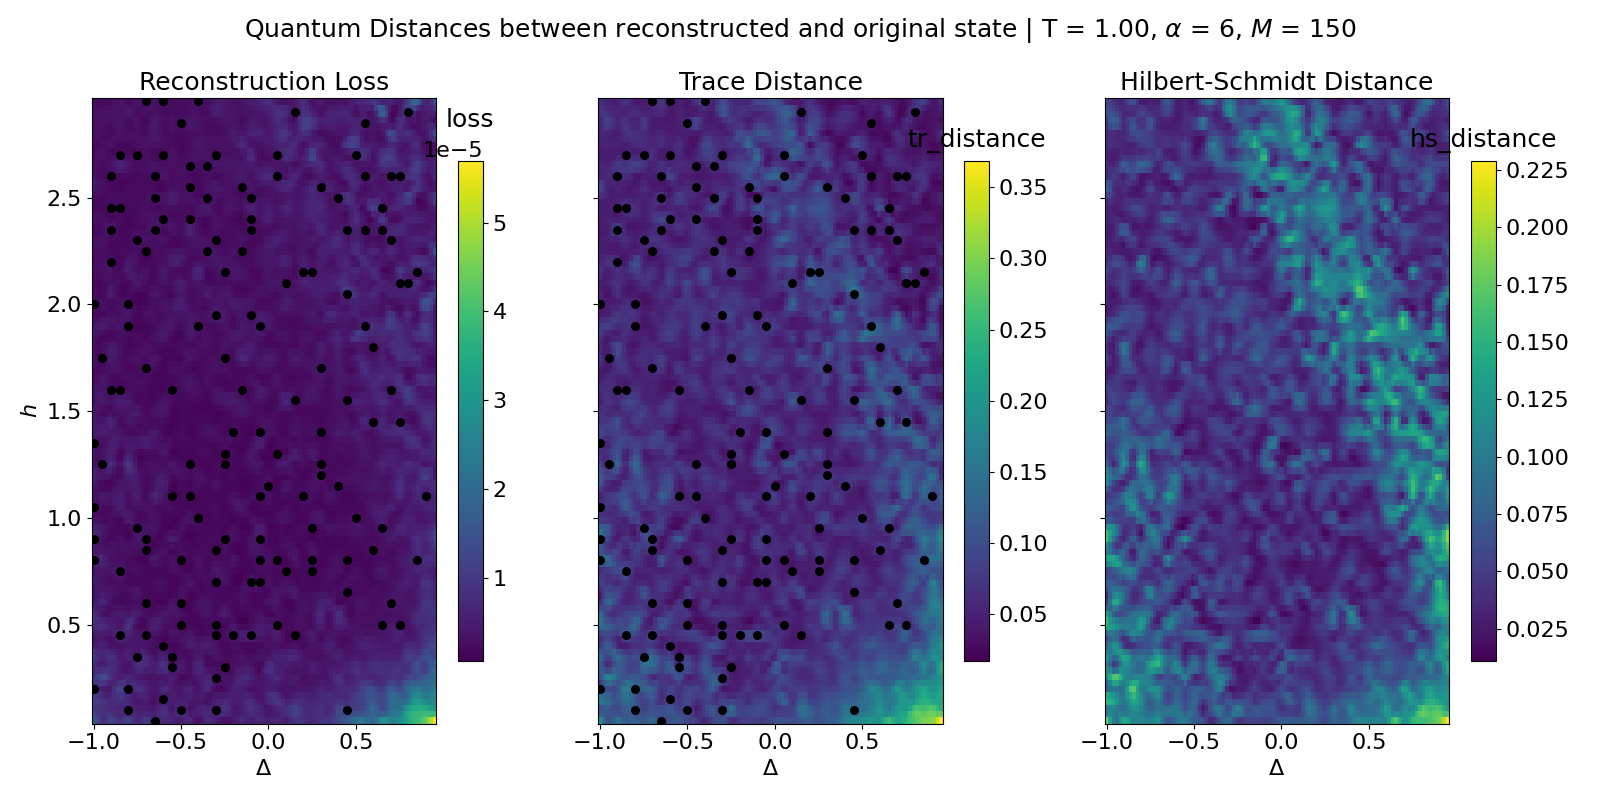 Quantum Distances between reconstructed and original state | T = 1.00, α = 6, M = 150
Reconstruction Loss
Trace Distance
Hilbert-Schmidt Distance
loss
1e−5
5
4
3
2
1
tr_distance
0.35
0.30
0.25
0.20
0.15
0.10
0.05
hs_distance
0.225
0.200
0.175
0.150
0.125
0.100
0.075
0.050
0.025
h
2.5
2.0
1.5
1.0
0.5
−1.0 −0.5 0.0 0.5
Δ
−1.0 −0.5 0.0 0.5
Δ
−1.0 −0.5 0.0 0.5
Δ